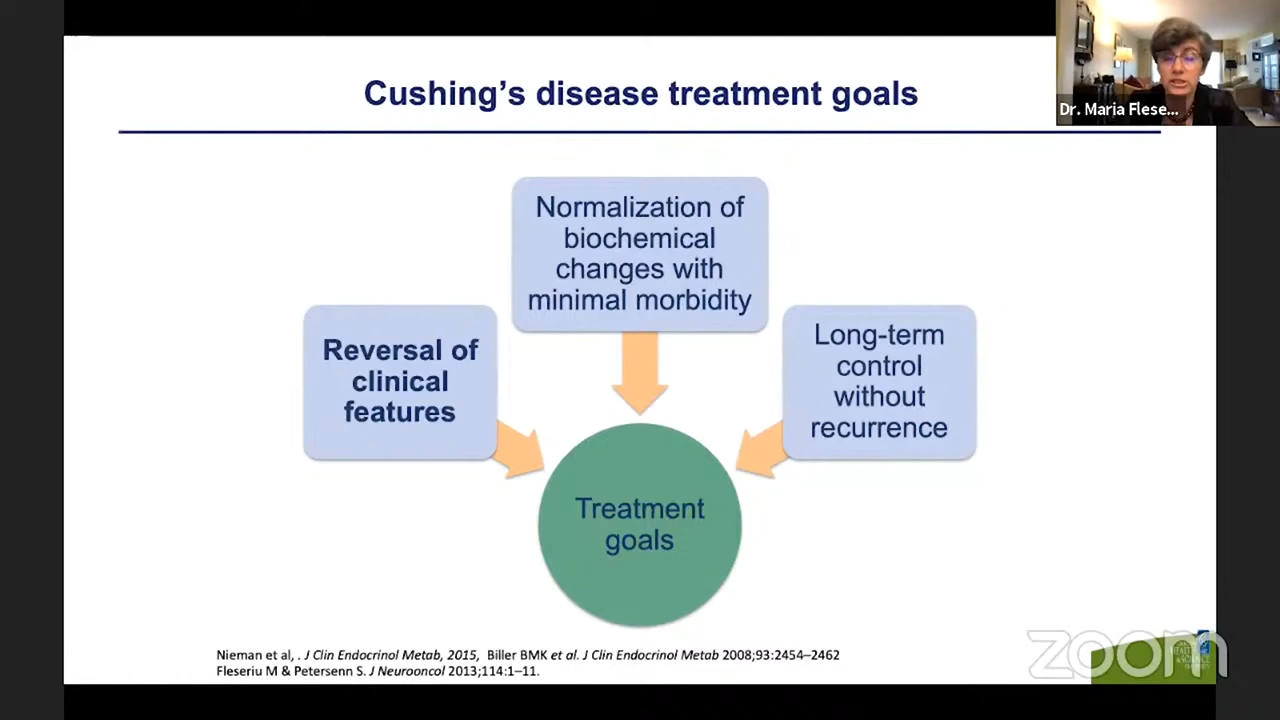 Cushing's disease treatment goals
Dr. Maria Flese...
Normalization of
biochemical
changes with
minimal morbidity
Reversal of
clinical
features
Long-term
control
without
recurrence
Treatment
goals
Nieman et al, . J Clin Endocrinol Metab, 2015, Biller BMK et al. J Clin Endocrinol Metab 2008;93:2454–2462
Fleseriu M & Petersenn S. J Neurooncol 2013;114:1–11.
zoom
HEALTH
& SCIENCE